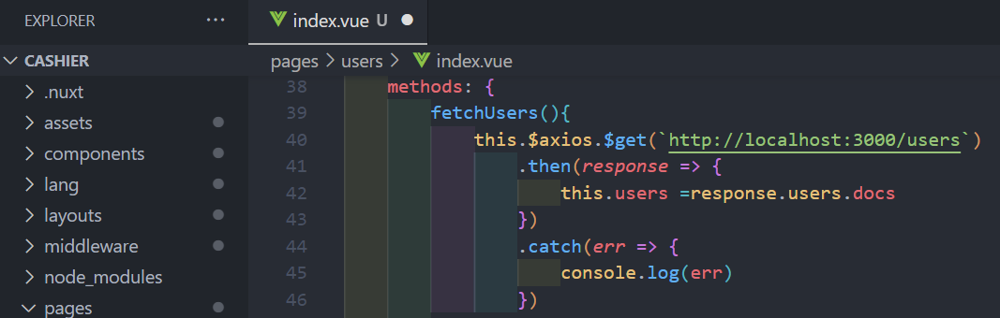 EXPLORER ···
CASHIER
.nuxt
assets
components
lang
layouts
middleware
node_modules
pages
index.vue U
pages > users > index.vue
38 methods: {
39 fetchUsers(){
40 this.$axios.$get(`http://localhost:3000/users`)
41 .then(response => {
42 this.users =response.users.docs
43 })
44 .catch(err => {
45 console.log(err)
46 })